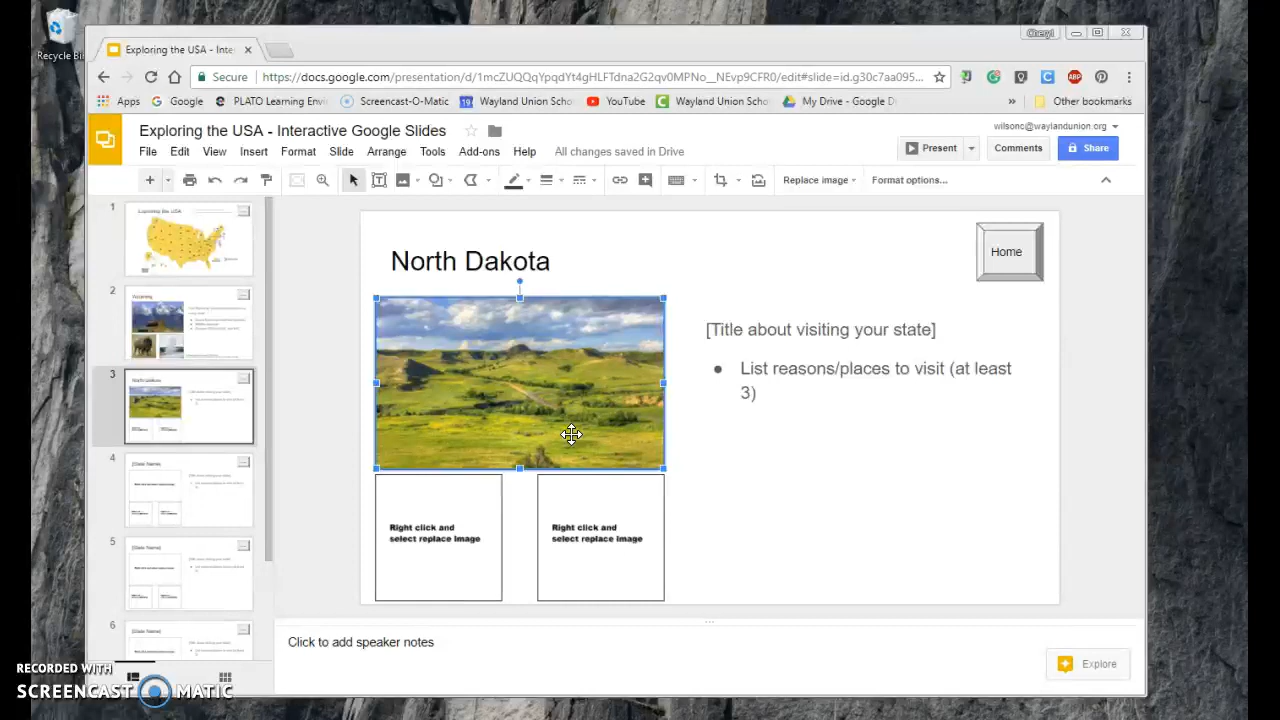 Recycle Bin
Exploring the USA - Inte
Cheryl
Secure
https://docs.google.com/presentation/d/1mcZUQQqYpqdYt4gHLFTdna2G2qv0MPNo__NEvp9CFR0/edit#slide=id.g30c7aa095...
Apps
Google
PLATO Learning Envi
Screencast-O-Matic
Wayland Union Scho
YouTube
Wayland Union Scho
My Drive - Google D
»
Other bookmarks
Exploring the USA - Interactive Google Slides
wilsonc@waylandunion.org
File Edit View Insert Format Slide Arrange Tools Add-ons Help All changes saved in Drive
Present
Comments
Share
Replace image
Format options...
1
Exploring the USA
2
Wyoming
3
North Dakota
4
[State Name]
5
[State Name]
6
[State Name]
North Dakota
Home
[Title about visiting your state]
● List reasons/places to visit (at least
3)
Right click and
select replace image
Right click and
select replace image
Click to add speaker notes
Explore
RECORDED WITH
SCREENCAST MATIC